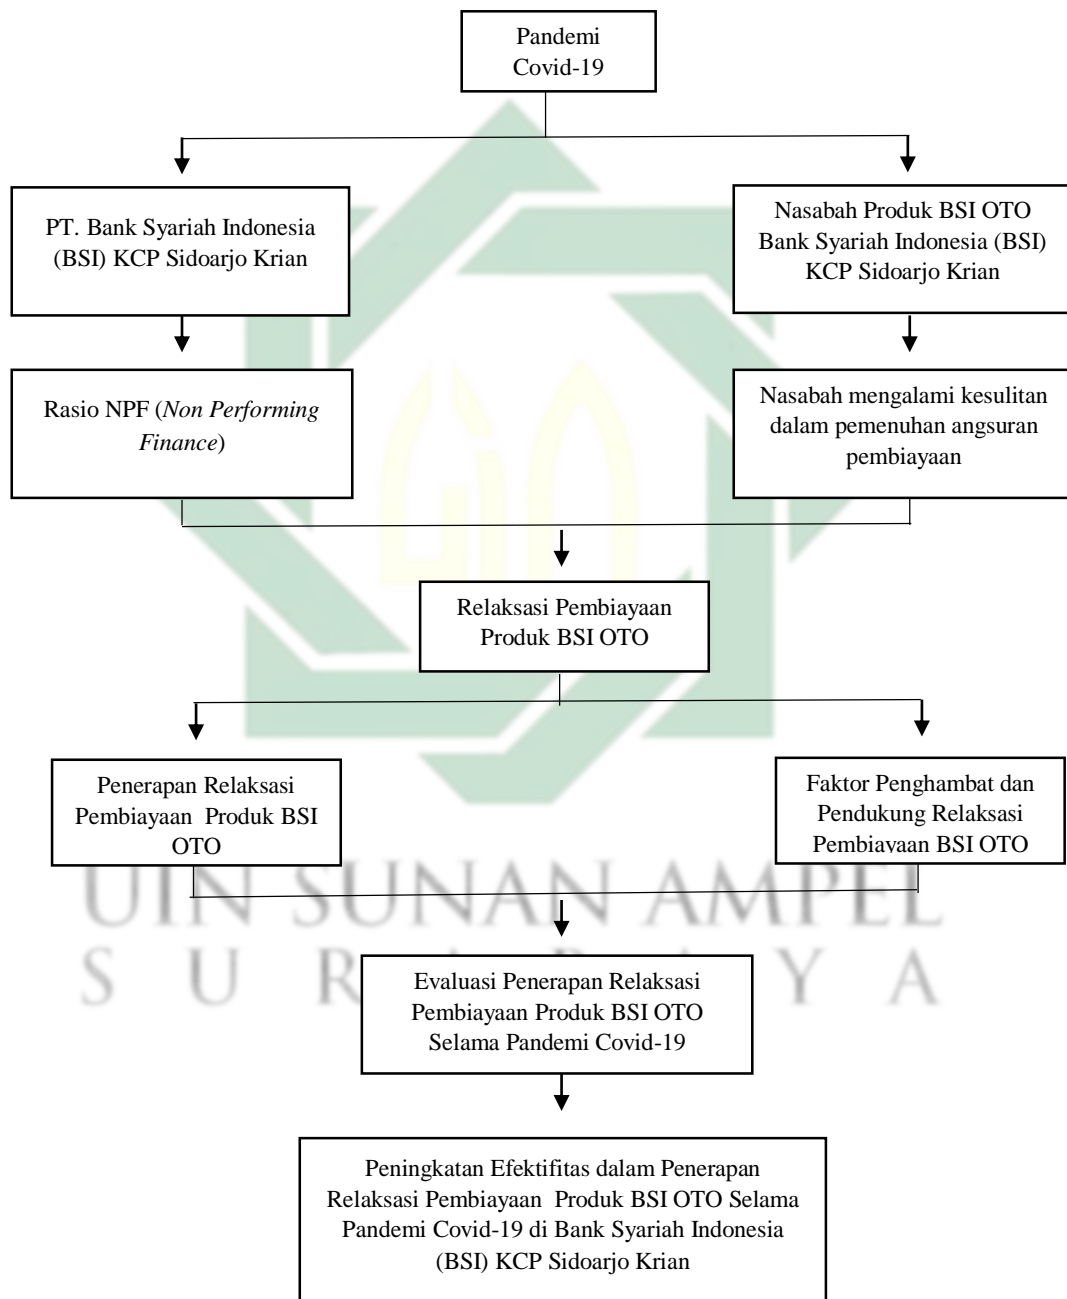 Pandemi
Covid-19
PT. Bank Syariah Indonesia
(BSI) KCP Sidoarjo Krian
Nasabah Produk BSI OTO
Bank Syariah Indonesia (BSI)
KCP Sidoarjo Krian
Rasio NPF (Non Performing
Finance)
Nasabah mengalami kesulitan
dalam pemenuhan angsuran
pembiayaan
Relaksasi Pembiayaan
Produk BSI OTO
Penerapan Relaksasi
Pembiayaan Produk BSI
OTO
Faktor Penghambat dan
Pendukung Relaksasi
Pembiayaan BSI OTO
UIN SUNAN AMPEL
SURABAYA
Evaluasi Penerapan Relaksasi
Pembiayaan Produk BSI OTO
Selama Pandemi Covid-19
Peningkatan Efektifitas dalam Penerapan
Relaksasi Pembiayaan Produk BSI OTO Selama
Pandemi Covid-19 di Bank Syariah Indonesia
(BSI) KCP Sidoarjo Krian